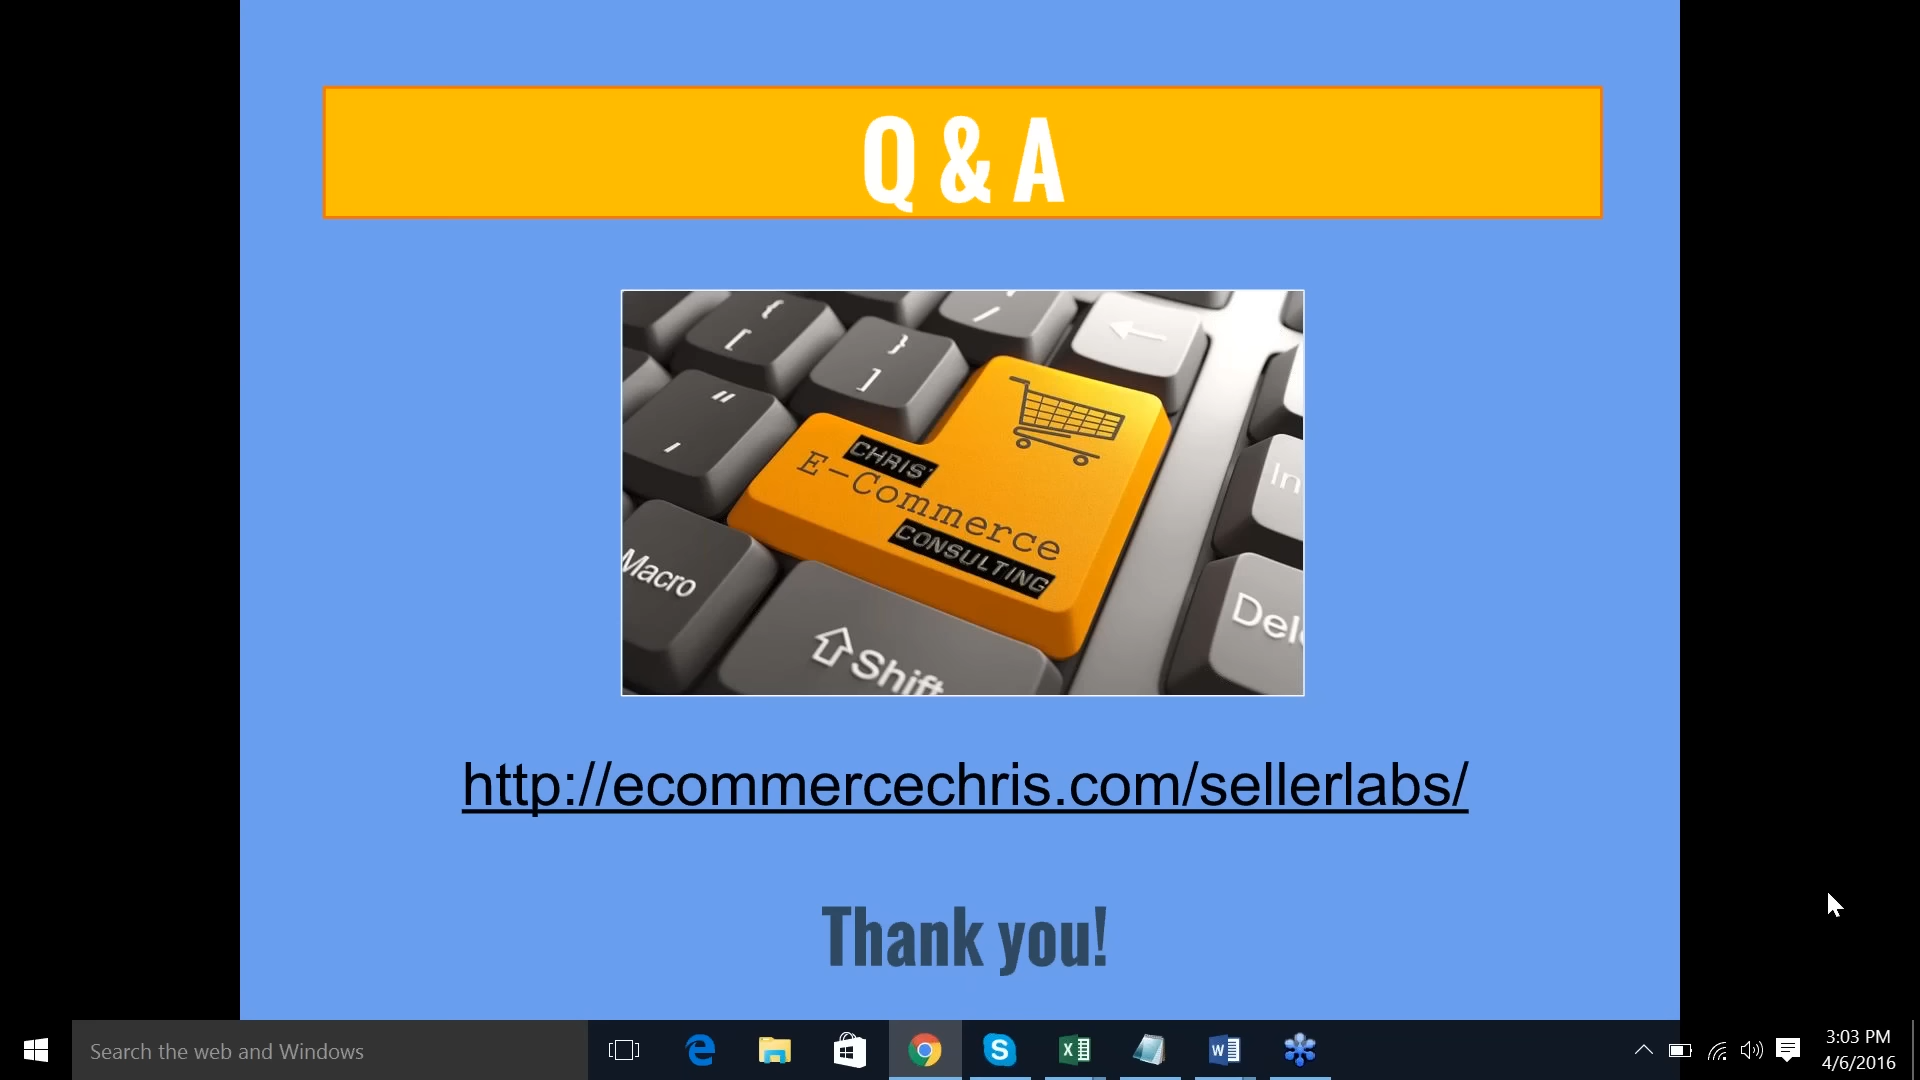 Q & A
{
[
}
]
/
"
,
CHRIS'
E-Commerce
CONSULTING
In
Macro
Shift
http://ecommercechris.com/sellerlabs/
Thank you!
Search the web and Windows
3:03 PM
4/6/2016